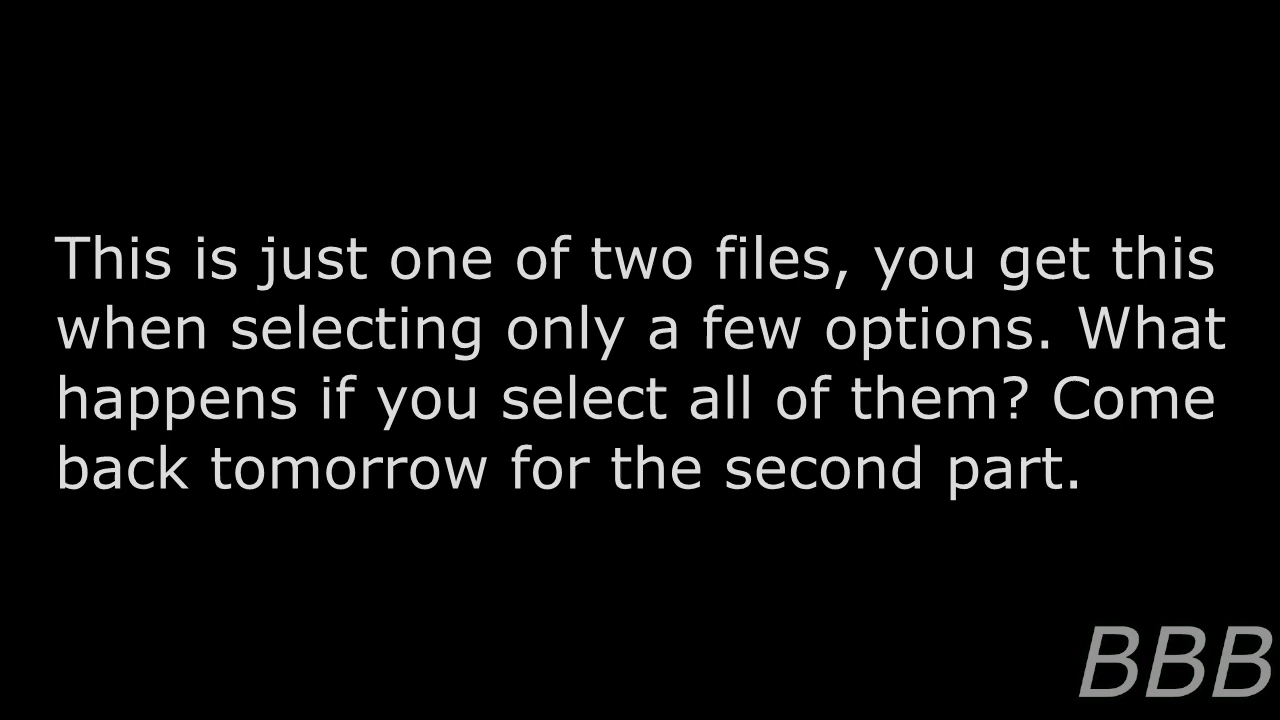 This is just one of two files, you get this
when selecting only a few options. What
happens if you select all of them? Come
back tomorrow for the second part.
BBB